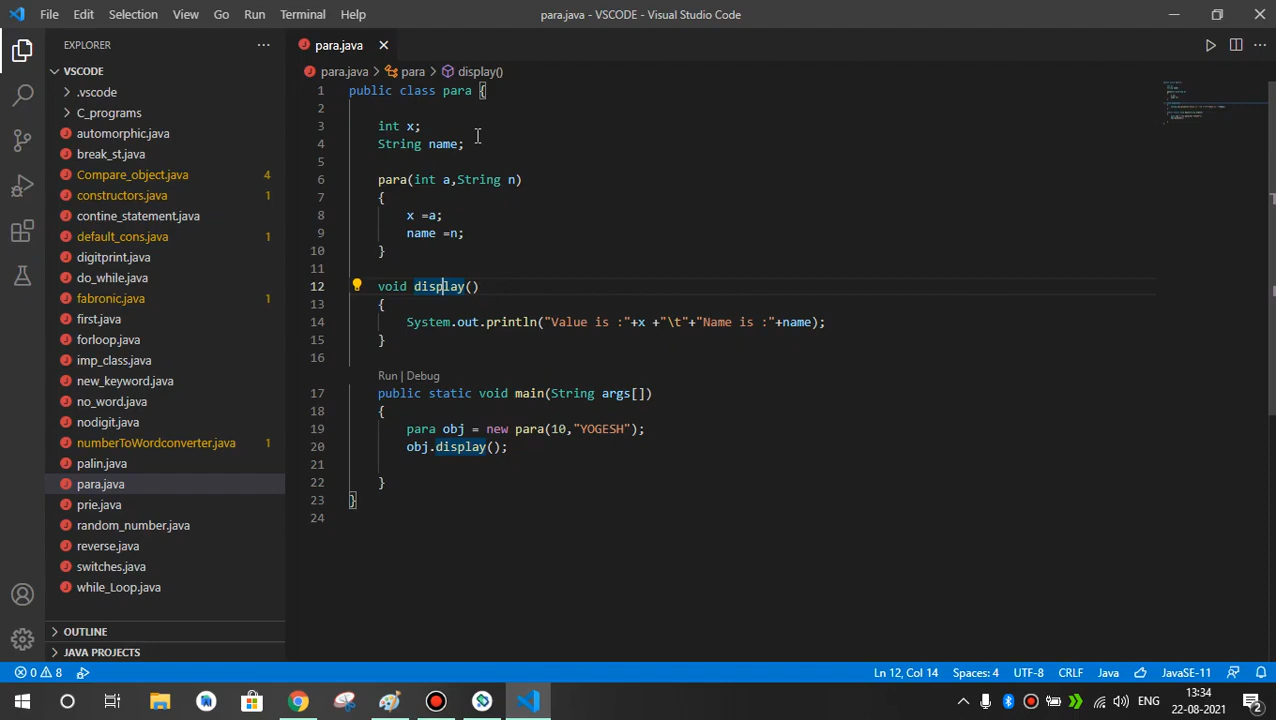 File Edit Selection View Go Run Terminal Help para.java - VSCODE - Visual Studio Code
EXPLORER
para.java
VSCODE
para.java > para > display()
.vscode
C_programs
automorphic.java
break_st.java
Compare_object.java 4
constructors.java 1
contine_statement.java
default_cons.java 1
digitprint.java
do_while.java
fabronic.java 1
first.java
forloop.java
imp_class.java
new_keyword.java
no_word.java
nodigit.java
numberToWordconverter.java 1
palin.java
para.java
prie.java
random_number.java
reverse.java
switches.java
while_Loop.java
OUTLINE
JAVA PROJECTS
1 public class para {
2
3 int x;
4 String name;
5
6 para(int a,String n)
7 {
8 x =a;
9 name =n;
10 }
11
12 void display()
13 {
14 System.out.println("Value is :"+x +"\t"+"Name is :"+name);
15 }
16
Run | Debug
17 public static void main(String args[])
18 {
19 para obj = new para(10,"YOGESH");
20 obj.display();
21
22 }
23 }
24
0 8 Ln 12, Col 14 Spaces: 4 UTF-8 CRLF Java JavaSE-11
ENG 13:34
22-08-2021 2